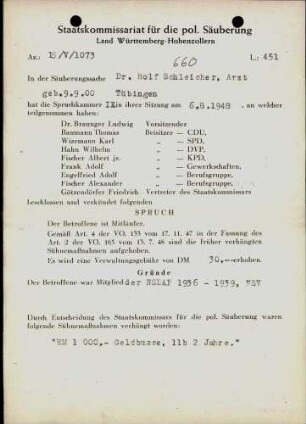 Staatskommissariat für die pol. Säuberung
Land Württemberg-Hohenzollern
Az.: 15/V/1073
660
L: 451
In der Säuberungssache Dr. Rolf Schleicher, Arzt
geb.9.9.00 Tübingen
hat die Spruchkammer IX in ihrer Sitzung am 6.8.1948 , an welcher
teilgenommen haben:
Dr. Braunger Ludwig Vorsitzender
Baumann Thomas Beisitzer — CDU,
Wizemann Karl „ — SPD,
Hahn Wilhelm „ — DVP,
Fischer Albert jr. „ — KPD,
Frank Adolf „ — Gewerkschaften,
Engelfried Adolf „ — Berufsgruppe,
Fischer Alexander „ — Berufsgruppe,
Götzendörfer Friedrich Vertreter des Staatskommissars
beschlossen und verkündet folgenden
SPRUCH
Der Betroffene ist Mitläufer.
Gemäß Art. 4 der VO. 133 vom 17. 11. 47 in der Fassung des
Art. 2 der VO. 165 vom 13. 7. 48 sind die früher verhängten
Sühnemaßnahmen aufgehoben.
Es wird eine Verwaltungsgebühr von DM 30,- erhoben.
Gründe
Der Betroffene war Mitglied der NSDAP 1936 - 1939, NSV
Durch Entscheidung des Staatskommissars für die pol. Säuberung waren
folgende Sühnemaßnahmen verhängt worden:
"RM 1 000,- Geldbusse, llb 2 Jahre."